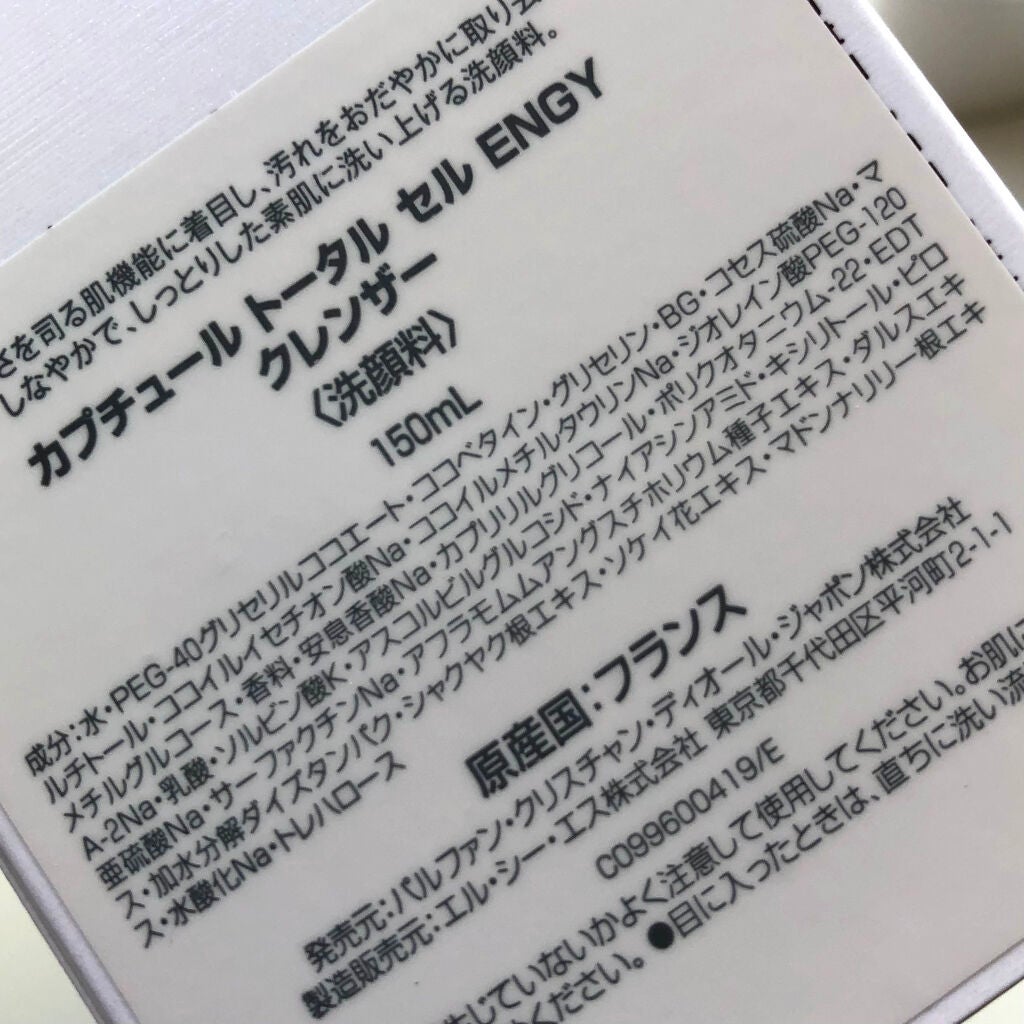 さを司る肌機能に着目し、汚れをおだやかに取り去
しなやかで、しっとりした素肌に洗い上げる洗顔料。
カプチュール トータル セル ENGY
クレンザー
〈洗顔料〉
150mL
成分:水・PEG-40グリセリルココエート・ココベタイン・グリセリン・BG・コセス硫酸Na・マ
ルチトール・ココイルイセチオン酸Na・ココイルメチルタウリンNa・ジオレイン酸PEG-120
メチルグルコース・香料・安息香酸Na・カプリリルグリコール・ポリクオタニウム-22・EDT
A-2Na・乳酸・ソルビン酸K・アスコルビルグルコシド・ナイアシンアミド・キシリトール・ピロ
亜硫酸Na・サーファクチンNa・アフラモムムアングスチホリウム種子エキス・ダルスエキ
ス・加水分解ダイズタンパク・シャクヤク根エキス・ソケイ花エキス・マドンナリリー根エキ
ス・水酸化Na・トレハロース
原産国:フランス
発売元:パルファン・クリスチャン・ディオール・ジャポン株式会社
製造販売元:エル・シー・エス株式会社 東京都千代田区平河町2-1-1
C099600419/E
生じていないかよく注意して使用してください。お肌に
ください。 ●目に入ったときは、直ちに洗い流